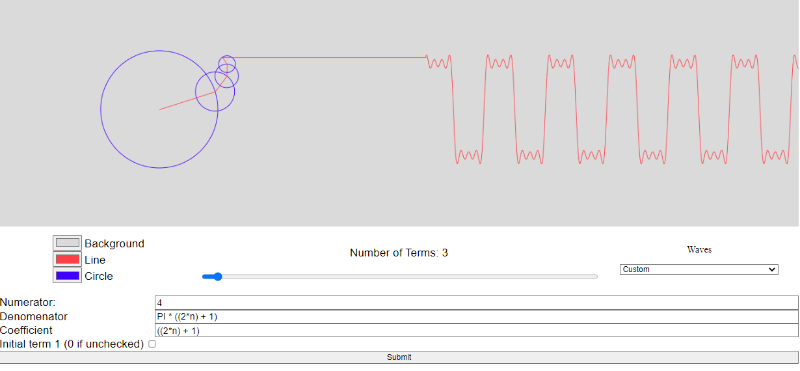 Background
Line
Circle
Number of Terms: 3
Waves
Custom
Numerator:
4
Denomenator
PI * ((2*n) + 1)
Coefficient
((2*n) + 1)
Initial term 1 (0 if unchecked)
Submit